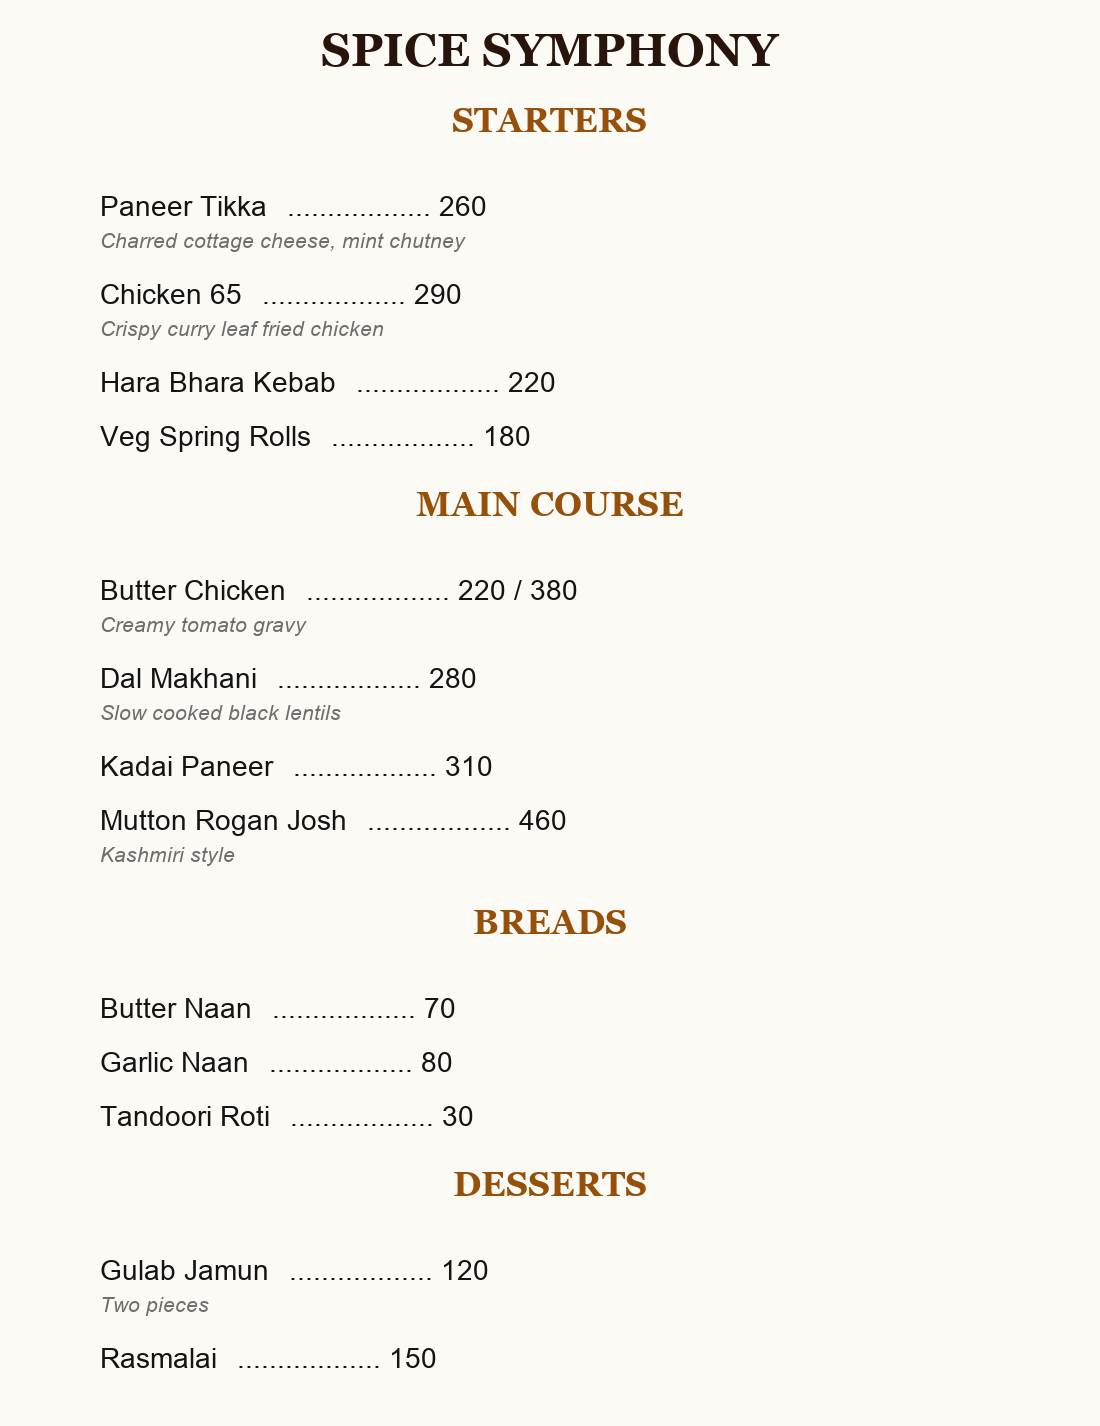 SPICE SYMPHONY
STARTERS
Paneer Tikka .................. 260
Charred cottage cheese, mint chutney
Chicken 65 .................. 290
Crispy curry leaf fried chicken
Hara Bhara Kebab .................. 220
Veg Spring Rolls .................. 180
MAIN COURSE
Butter Chicken .................. 220 / 380
Creamy tomato gravy
Dal Makhani .................. 280
Slow cooked black lentils
Kadai Paneer .................. 310
Mutton Rogan Josh .................. 460
Kashmiri style
BREADS
Butter Naan .................. 70
Garlic Naan .................. 80
Tandoori Roti .................. 30
DESSERTS
Gulab Jamun .................. 120
Two pieces
Rasmalai .................. 150